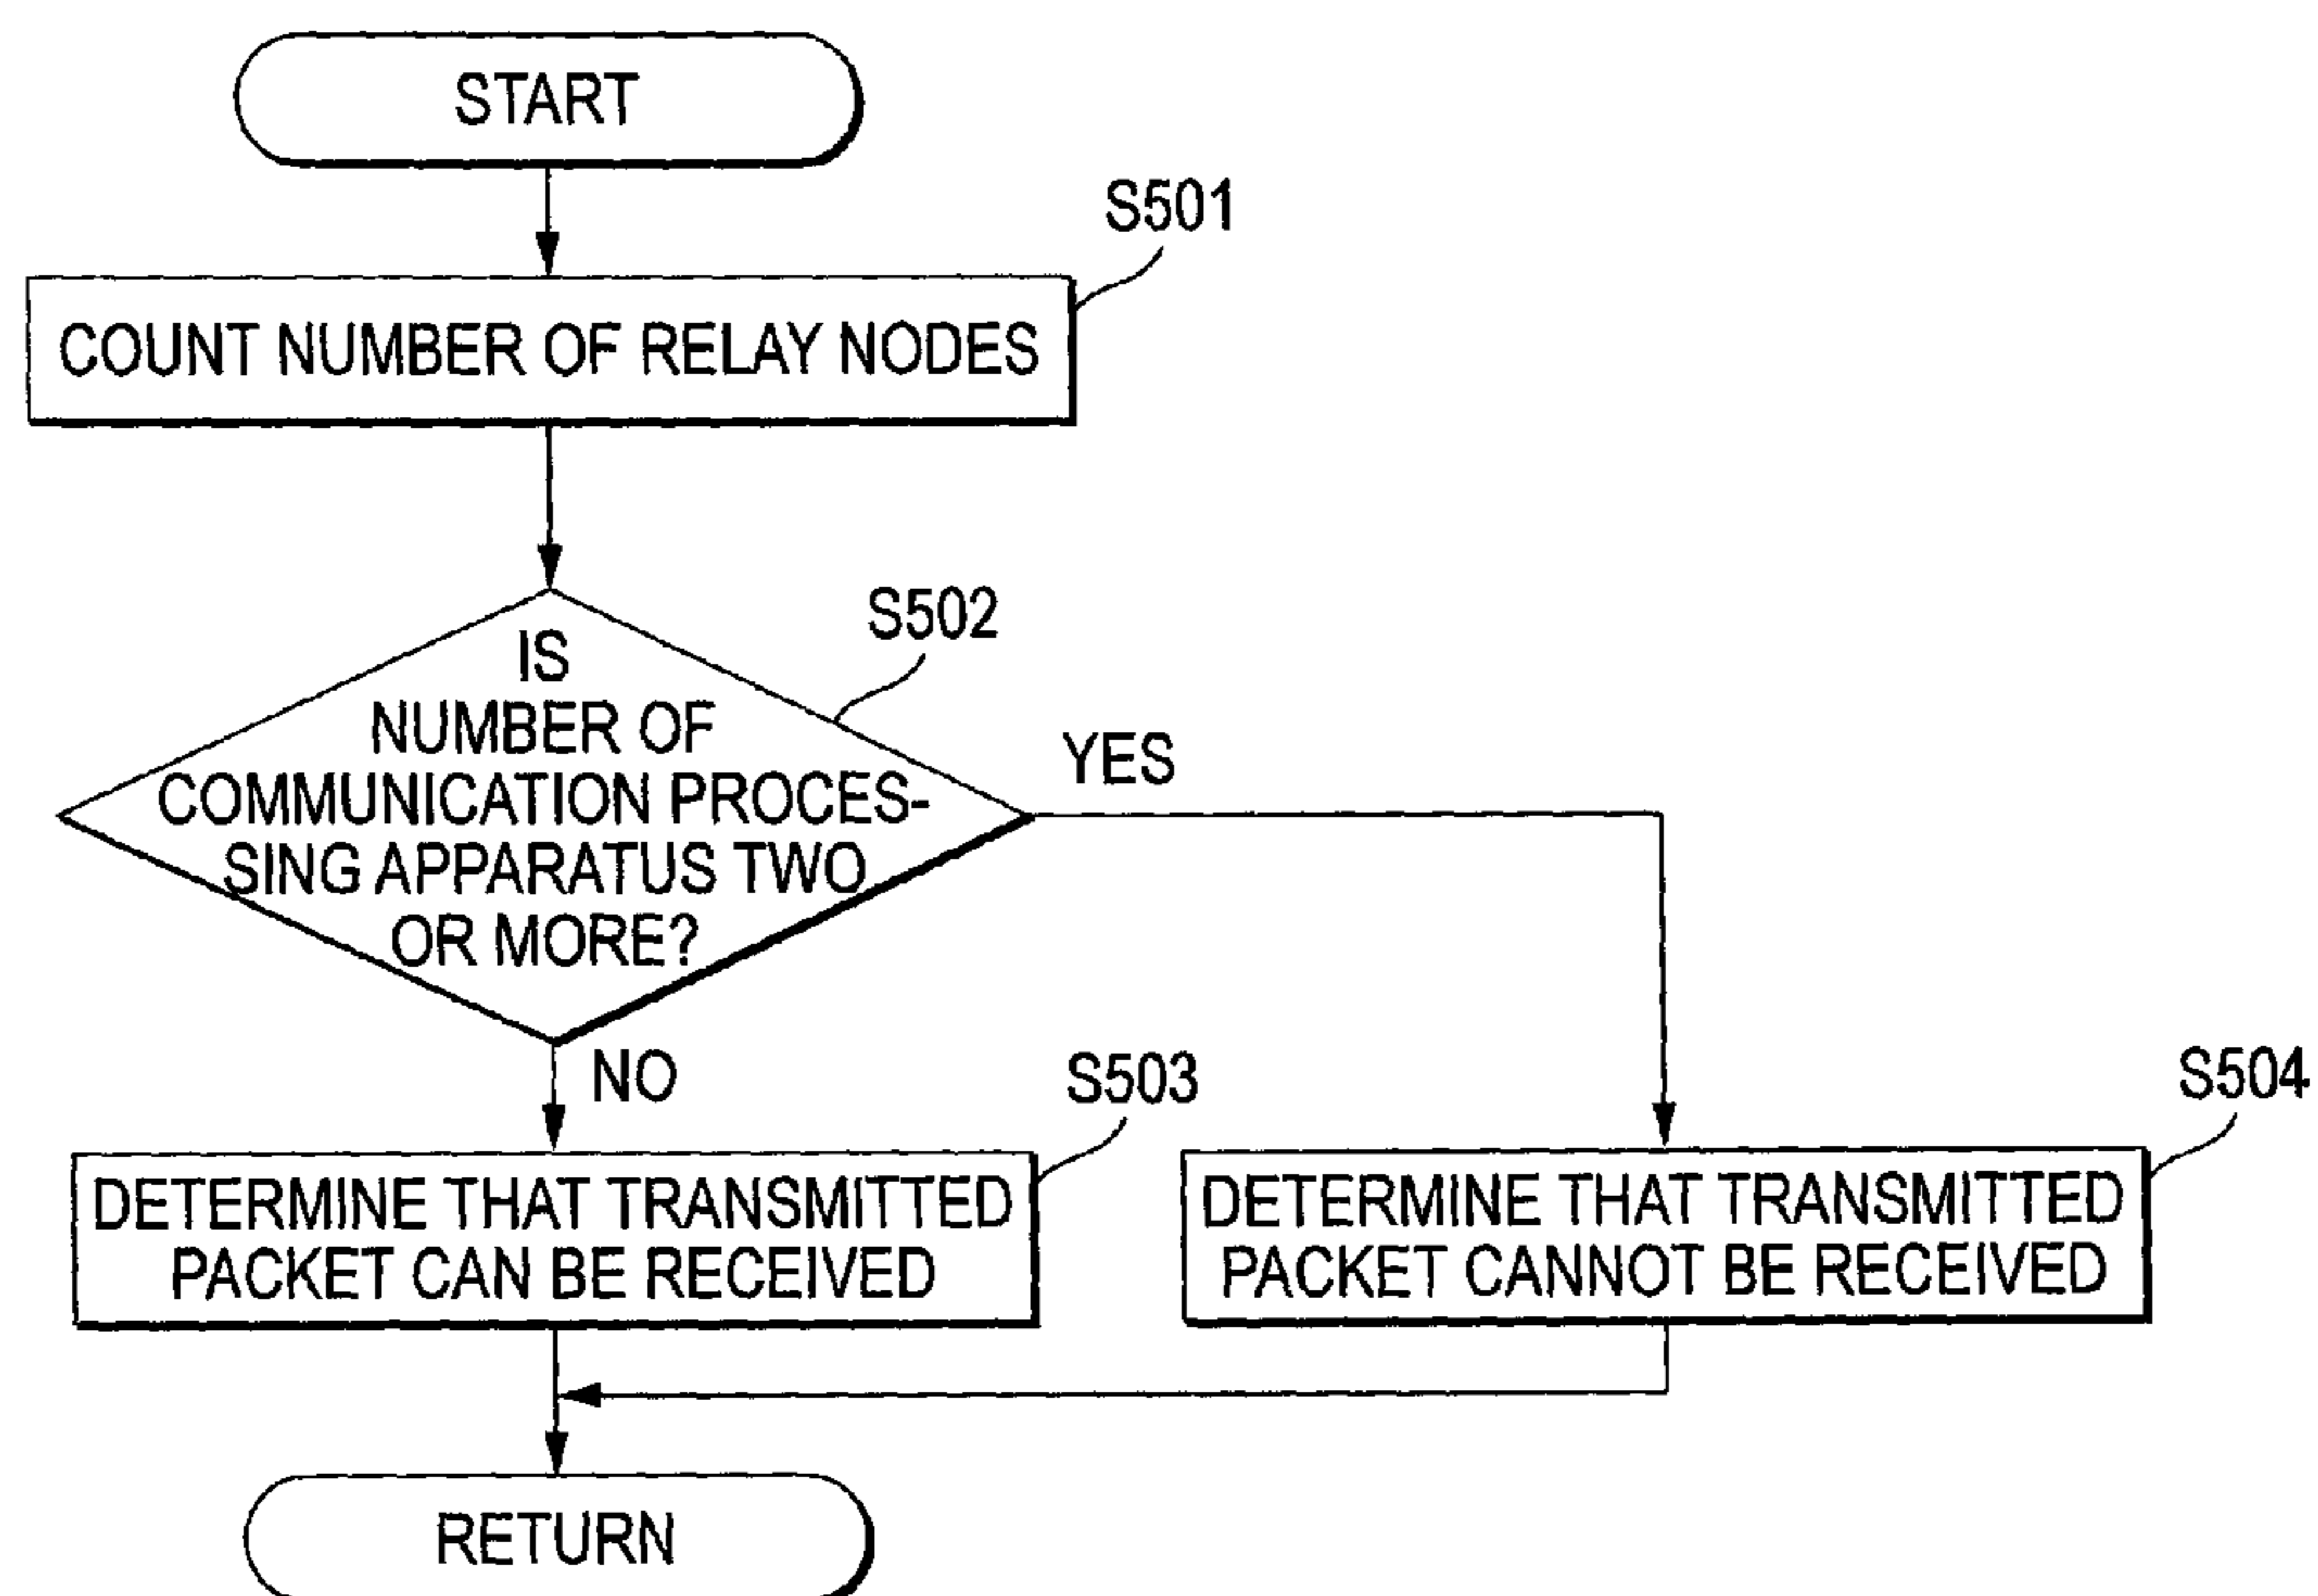 START
S501
COUNT NUMBER OF RELAY NODES
S502
IS
NUMBER OF
COMMUNICATION PROCES-
SING APPARATUS TWO
OR MORE?
YES
NO
S503
DETERMINE THAT TRANSMITTED
PACKET CAN BE RECEIVED
S504
DETERMINE THAT TRANSMITTED
PACKET CANNOT BE RECEIVED
RETURN